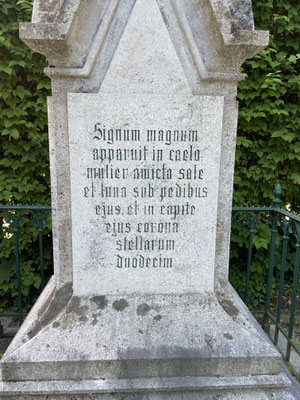 Signum magnum
apparuit in caelo
mulier amicta sole
et luna sub pedibus
ejus, et in capite
ejus corona
stellarum
duodecim